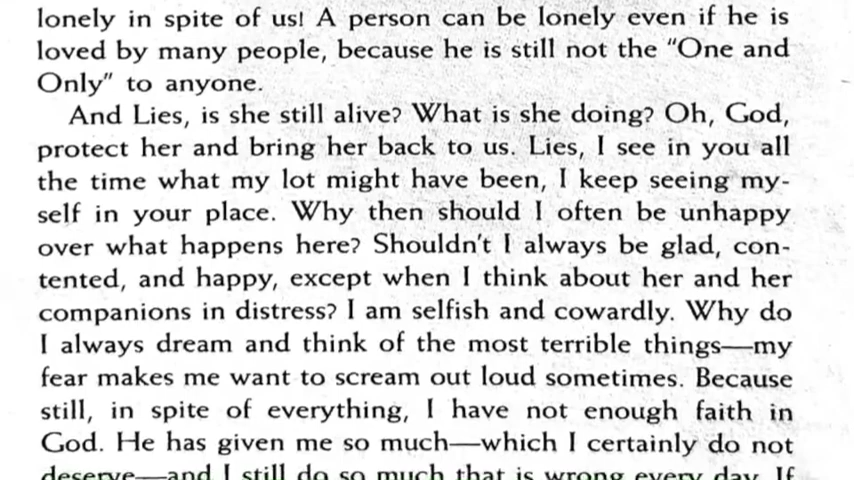 lonely in spite of us! A person can be lonely even if he is
loved by many people, because he is still not the "One and
Only" to anyone.
And Lies, is she still alive? What is she doing? Oh, God,
protect her and bring her back to us. Lies, I see in you all
the time what my lot might have been, I keep seeing my-
self in your place. Why then should I often be unhappy
over what happens here? Shouldn't I always be glad, con-
tented, and happy, except when I think about her and her
companions in distress? I am selfish and cowardly. Why do
I always dream and think of the most terrible things—my
fear makes me want to scream out loud sometimes. Because
still, in spite of everything, I have not enough faith in
God. He has given me so much—which I certainly do not
deserve—and I still do so much that is wrong every day. If